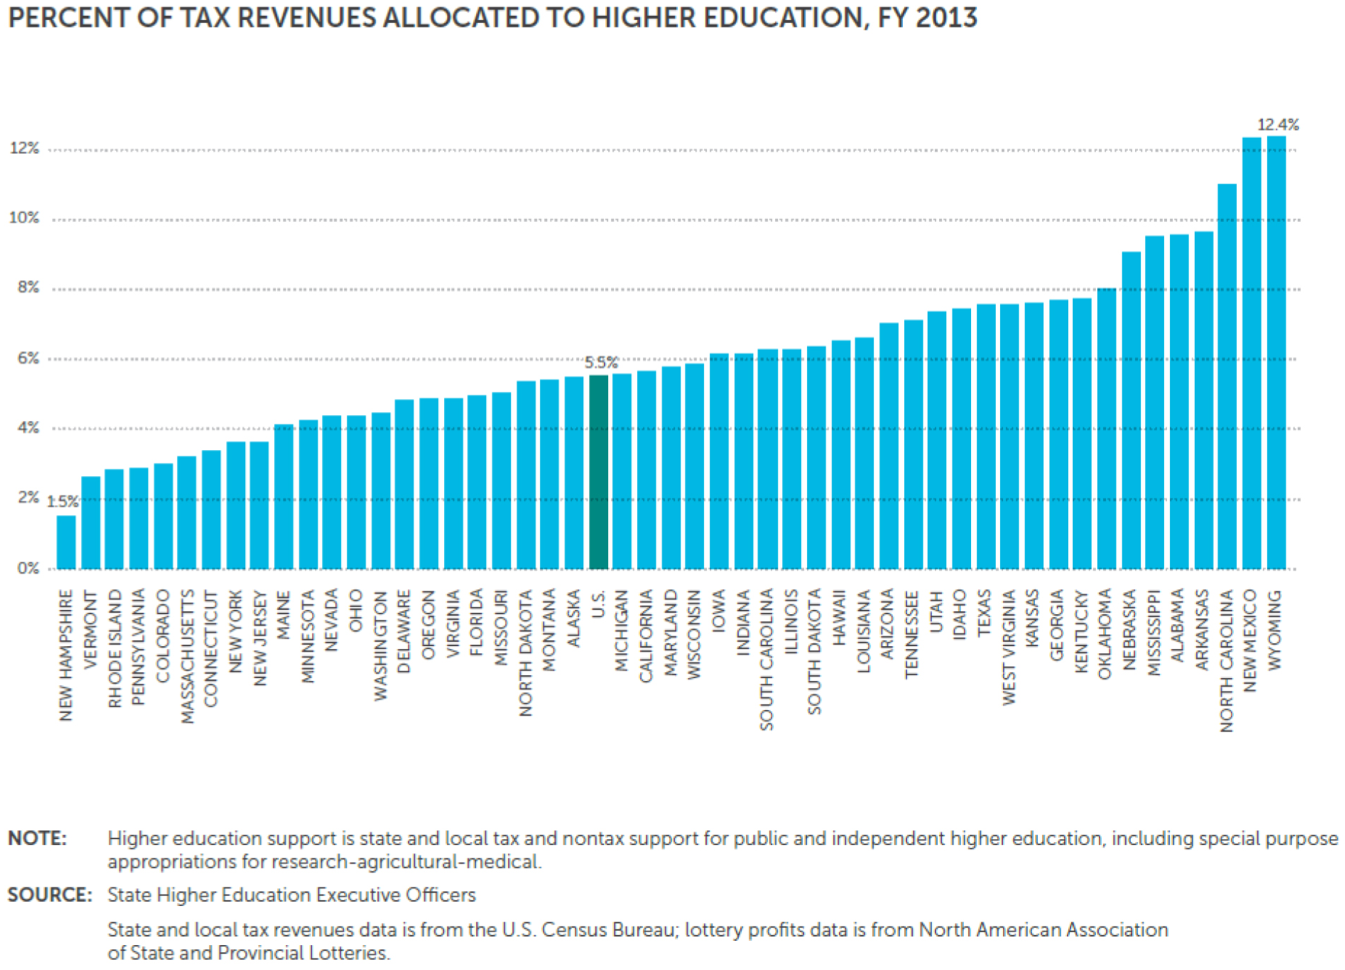 PERCENT OF TAX REVENUES ALLOCATED TO HIGHER EDUCATION, FY 2013
12.4%
12%
10%
8%
6%
5.5%
4%
2%
1.5%
0%
NEW HAMPSHIRE
VERMONT
RHODE ISLAND
PENNSYLVANIA
COLORADO
MASSACHUSETTS
CONNECTICUT
NEW YORK
NEW JERSEY
MAINE
MINNESOTA
NEVADA
OHIO
WASHINGTON
DELAWARE
OREGON
VIRGINIA
FLORIDA
MISSOURI
NORTH DAKOTA
MONTANA
ALASKA
U.S.
MICHIGAN
CALIFORNIA
MARYLAND
WISCONSIN
IOWA
INDIANA
SOUTH CAROLINA
ILLINOIS
SOUTH DAKOTA
HAWAII
LOUISIANA
ARIZONA
TENNESSEE
UTAH
IDAHO
TEXAS
WEST VIRGINIA
KANSAS
GEORGIA
KENTUCKY
OKLAHOMA
NEBRASKA
MISSISSIPPI
ALABAMA
ARKANSAS
NORTH CAROLINA
NEW MEXICO
WYOMING
NOTE: Higher education support is state and local tax and nontax support for public and independent higher education, including special purpose
appropriations for research-agricultural-medical.
SOURCE: State Higher Education Executive Officers
State and local tax revenues data is from the U.S. Census Bureau; lottery profits data is from North American Association
of State and Provincial Lotteries.